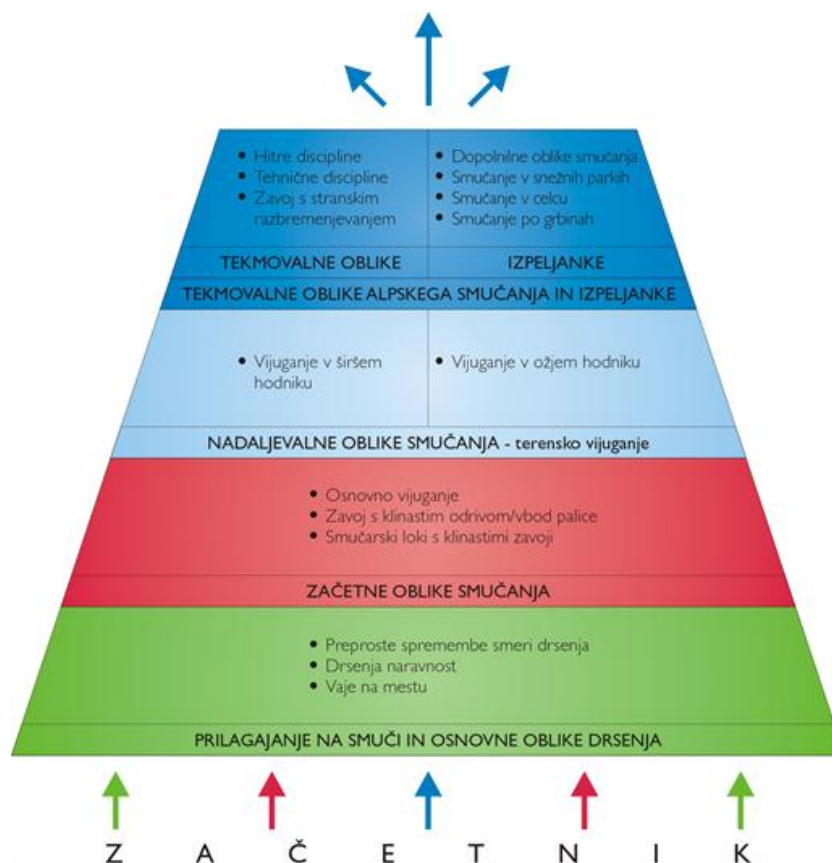 • Hitre discipline
• Tehnične discipline
• Zavoj s stranskim
razbremenjevanjem
• Dopolnilne oblike smučanja
• Smučanje v snežnih parkih
• Smučanje v celcu
• Smučanje po grbinah
TEKMOVALNE OBLIKE
IZPELJANKE
TEKMOVALNE OBLIKE ALPSKEGA SMUČANJA IN IZPELJANKE
• Vijuganje v širšem
hodniku
• Vijuganje v ožjem hodniku
NADALJEVALNE OBLIKE SMUČANJA - terensko vijuganje
• Osnovno vijuganje
• Zavoj s klinastim odrivom/vbod palice
• Smučarski loki s klinastimi zavoji
ZAČETNE OBLIKE SMUČANJA
• Preproste spremembe smeri drsenja
• Drsenja naravnost
• Vaje na mestu
PRILAGAJANJE NA SMUČI IN OSNOVNE OBLIKE DRSENJA
Z A Č E T N I K